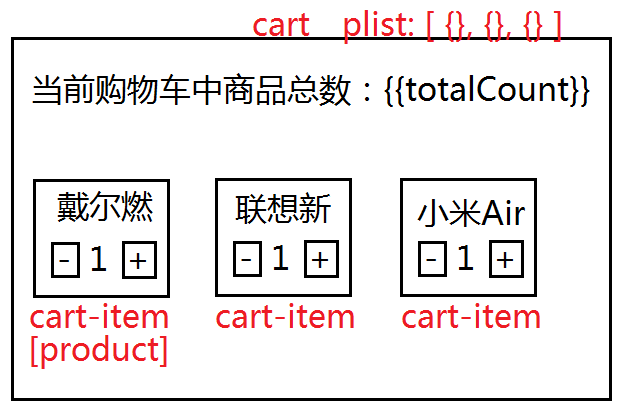 cart plist: [ {}, {}, {} ]
当前购物车中商品总数：{{totalCount}}
戴尔燃 联想新 小米Air
- 1 + - 1 + - 1 +
cart-item cart-item cart-item
[product]